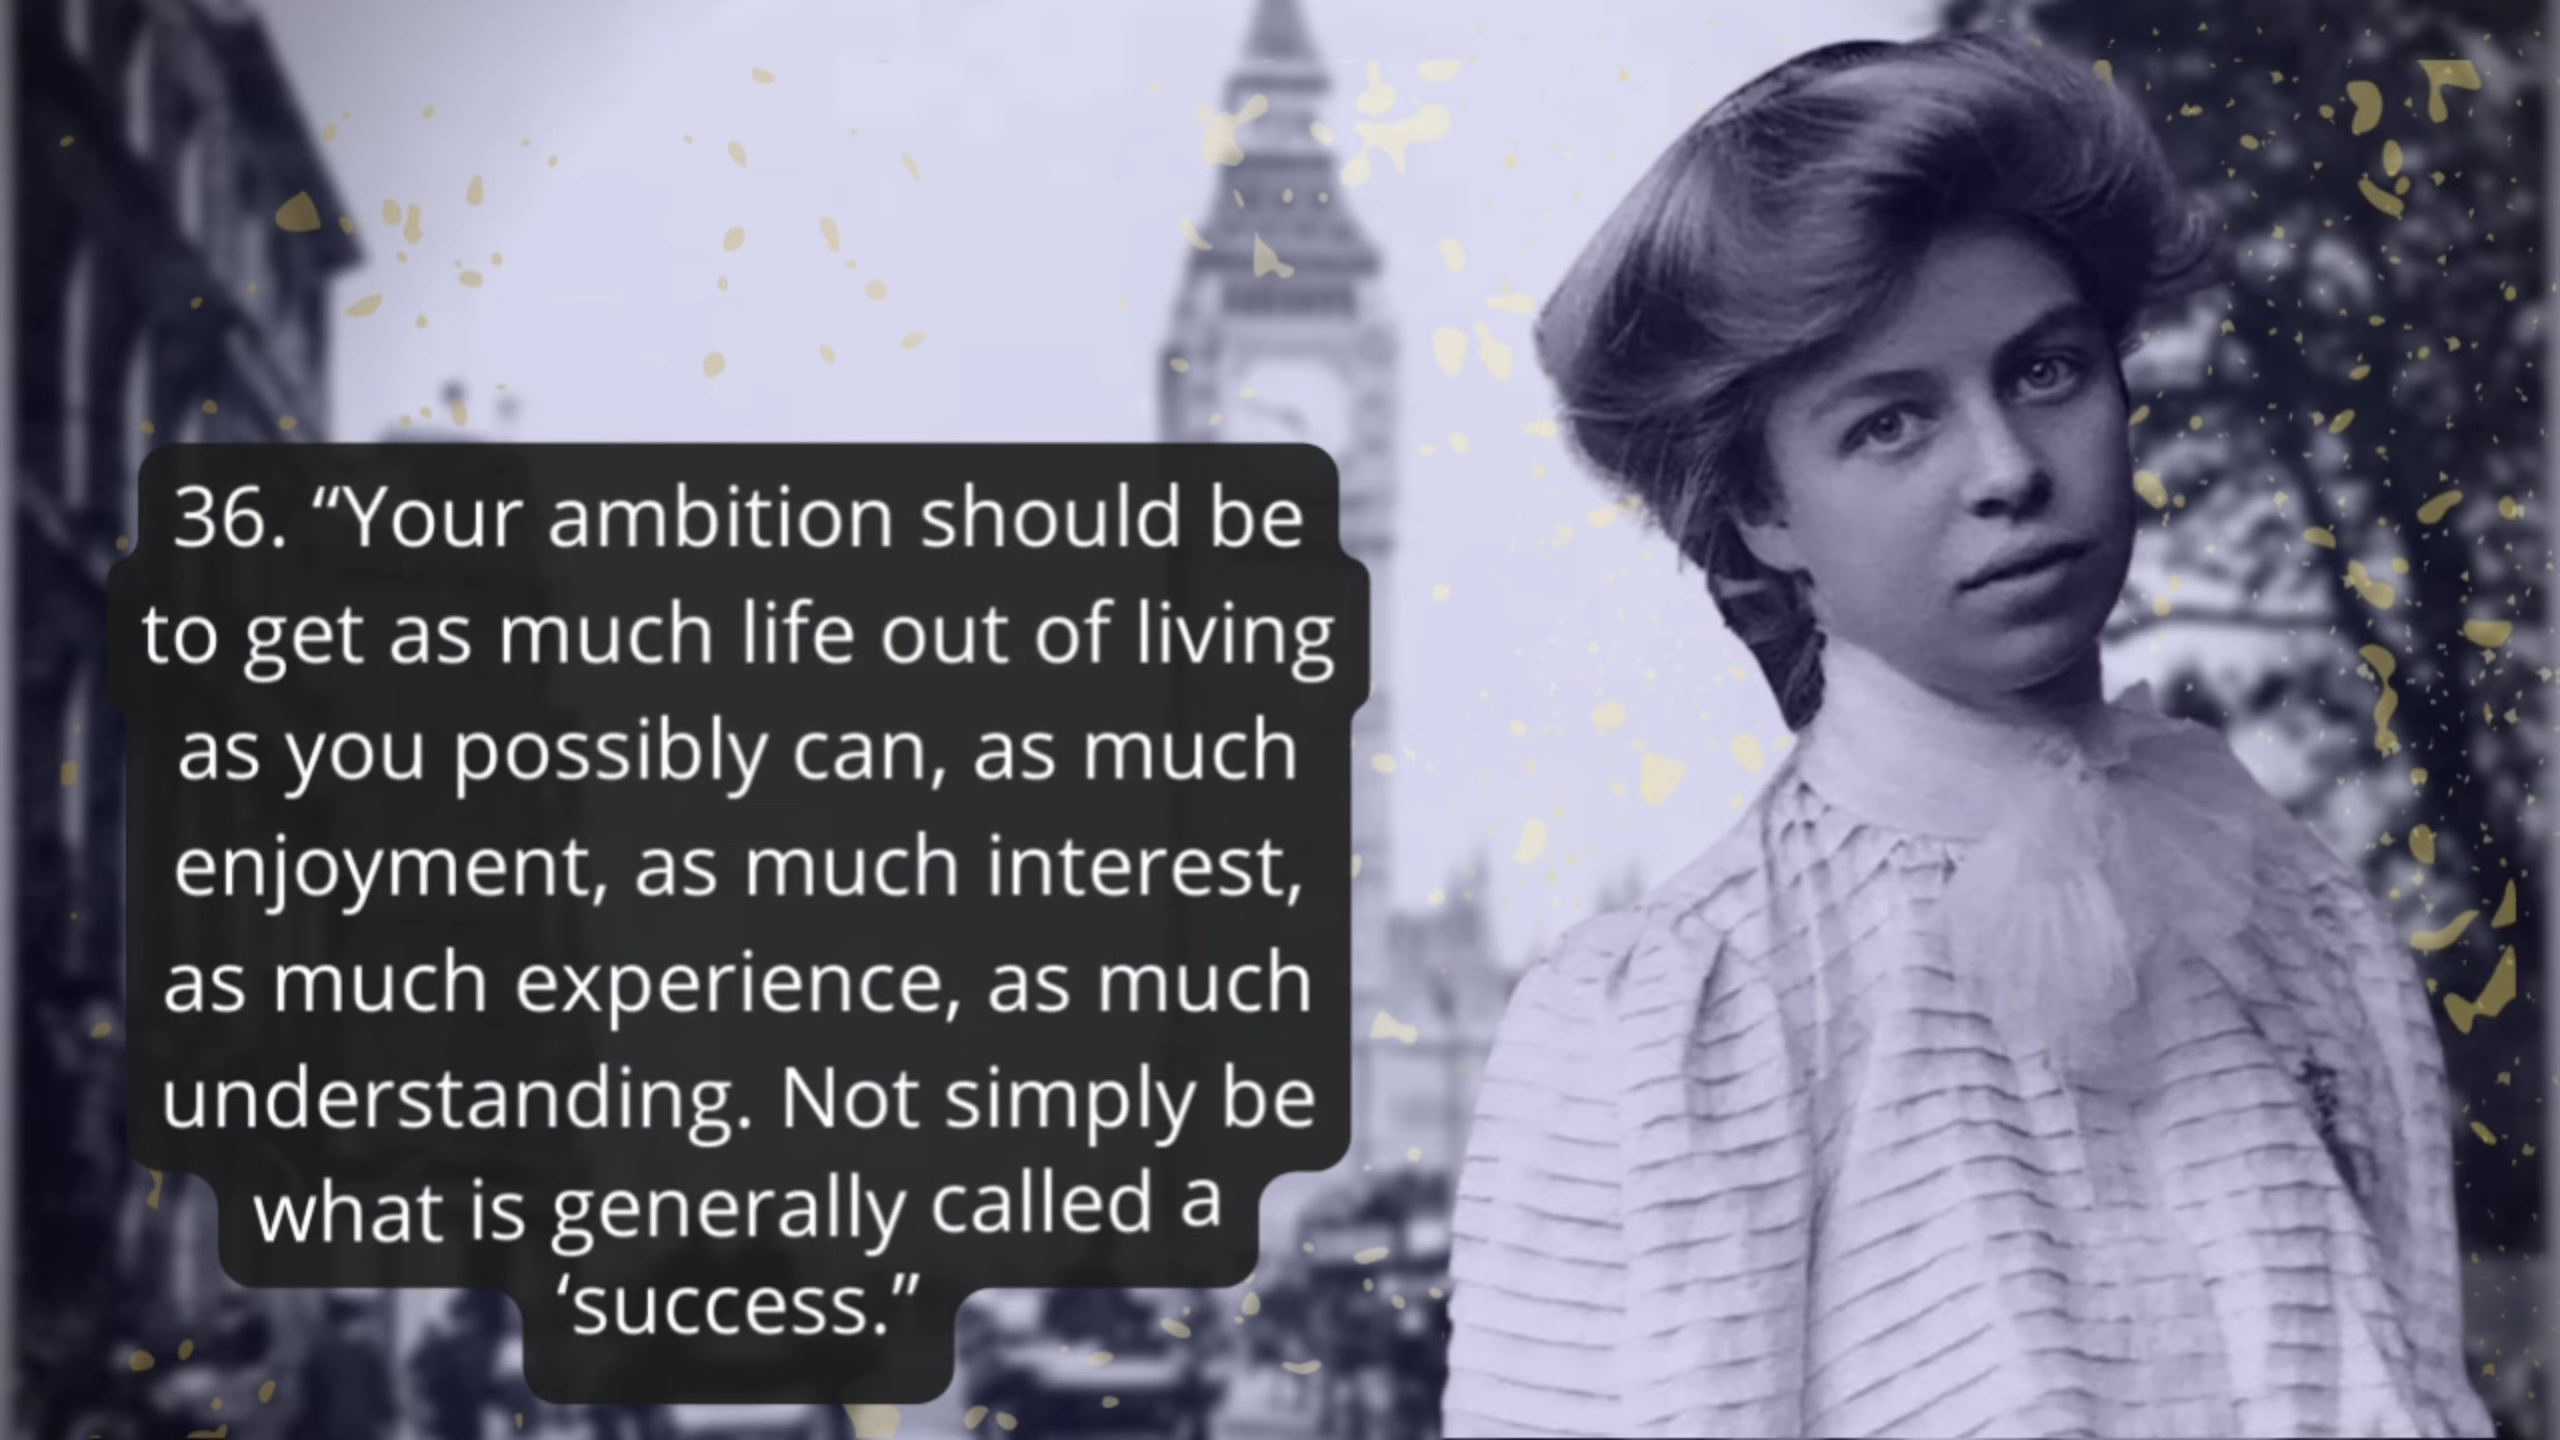 36. “Your ambition should be
to get as much life out of living
as you possibly can, as much
enjoyment, as much interest,
as much experience, as much
understanding. Not simply be
what is generally called a
‘success.”